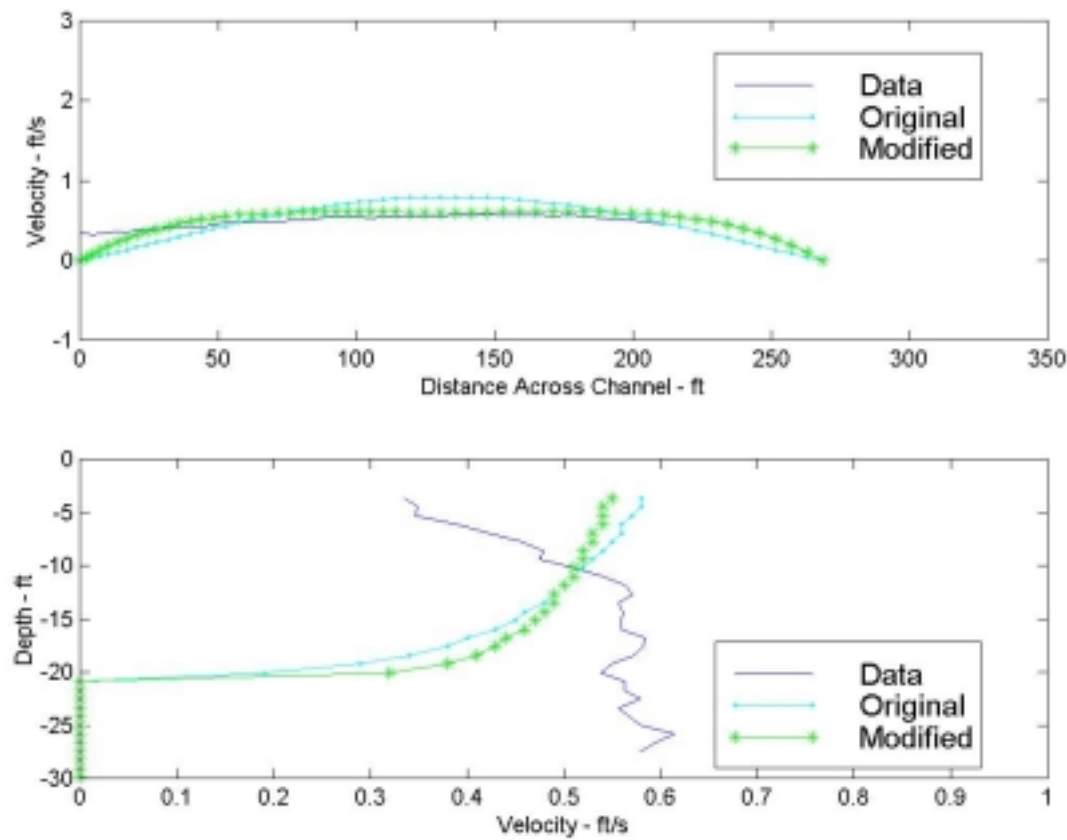 3
2
1
0
-1
Velocity - ft/s
Data
Original
Modified
0 50 100 150 200 250 300 350
Distance Across Channel - ft
0
-5
-10
-15
-20
-25
-30
Depth - ft
Data
Original
Modified
0 0.1 0.2 0.3 0.4 0.5 0.6 0.7 0.8 0.9 1
Velocity - ft/s